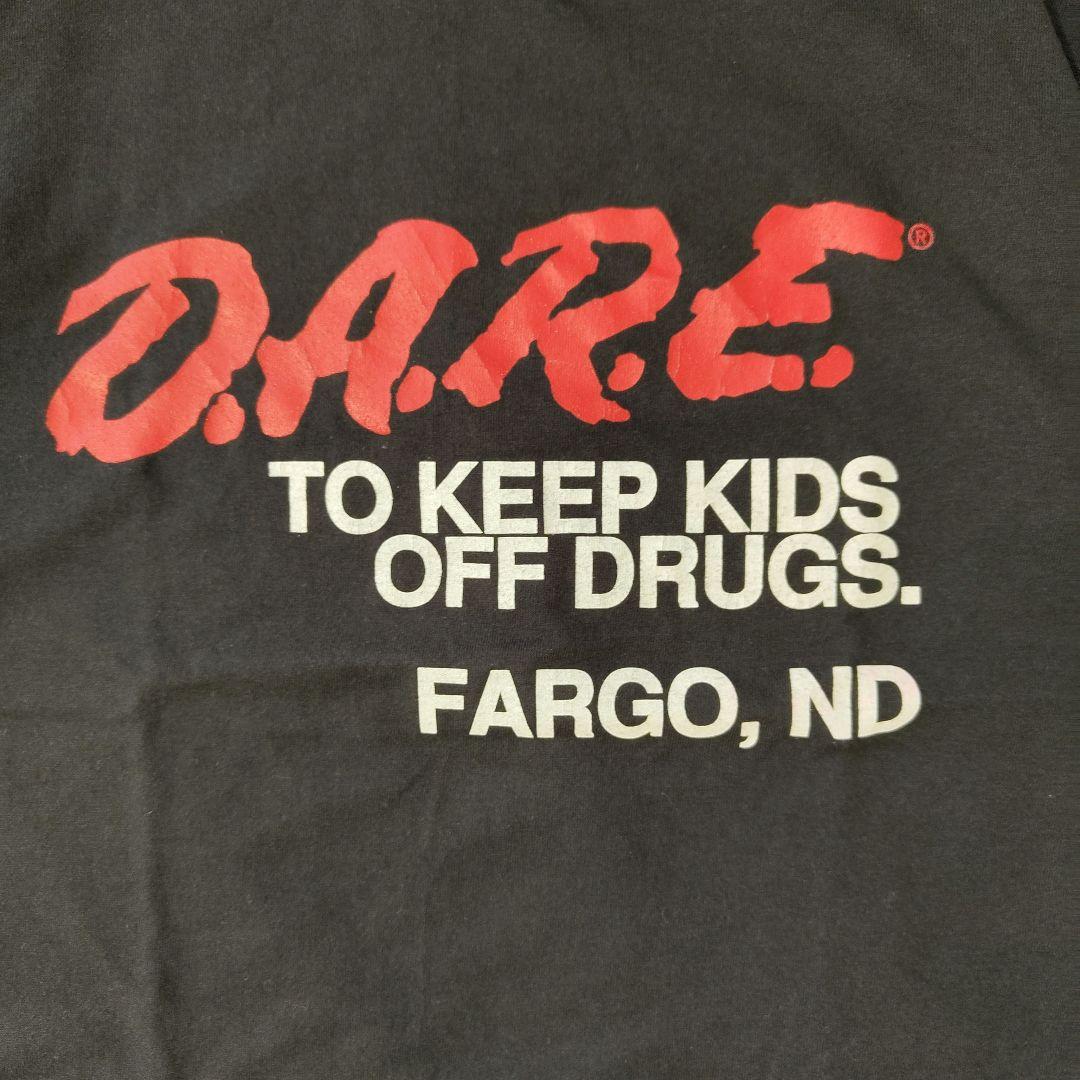 D.A.R.E.®
TO KEEP KIDS
OFF DRUGS.
FARGO, ND